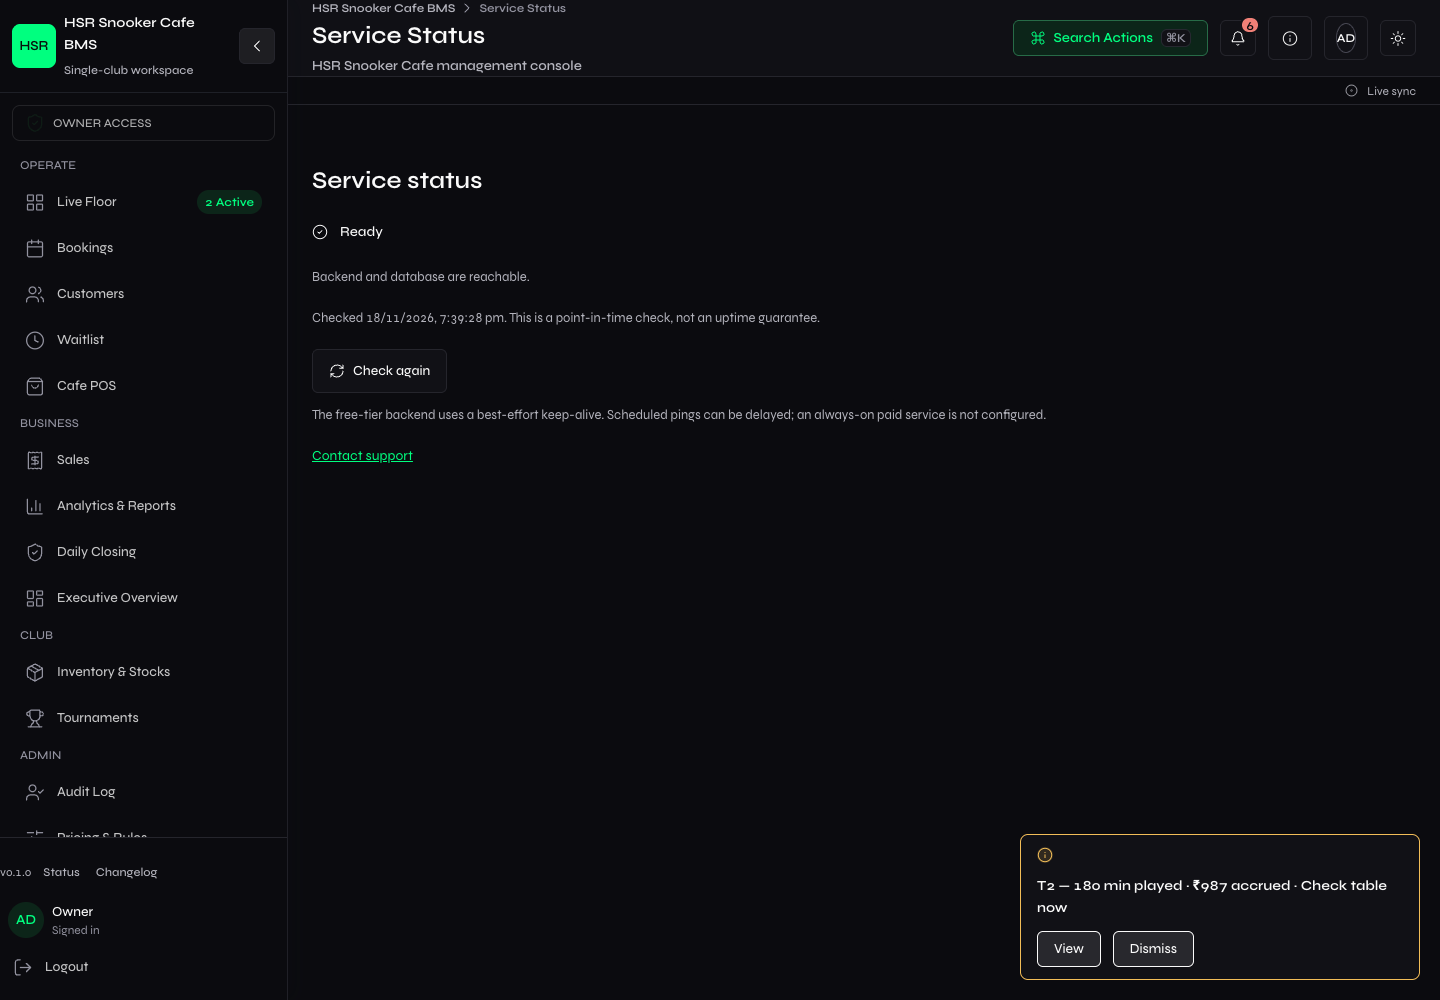 HSR
HSR Snooker Cafe
BMS
Single-club workspace
OWNER ACCESS
OPERATE
Live Floor
2 Active
Bookings
Customers
Waitlist
Cafe POS
BUSINESS
Sales
Analytics & Reports
Daily Closing
Executive Overview
CLUB
Inventory & Stocks
Tournaments
ADMIN
Audit Log
Pricing & Rules
v0.1.0 Status Changelog
AD
Owner
Signed in
Logout
HSR Snooker Cafe BMS > Service Status
Service Status
HSR Snooker Cafe management console
Search Actions ⌘K
6
AD
Live sync
Service status
Ready
Backend and database are reachable.
Checked 18/11/2026, 7:39:28 pm. This is a point-in-time check, not an uptime guarantee.
Check again
The free-tier backend uses a best-effort keep-alive. Scheduled pings can be delayed; an always-on paid service is not configured.
Contact support
T2 — 180 min played · ₹987 accrued · Check table
now
View
Dismiss